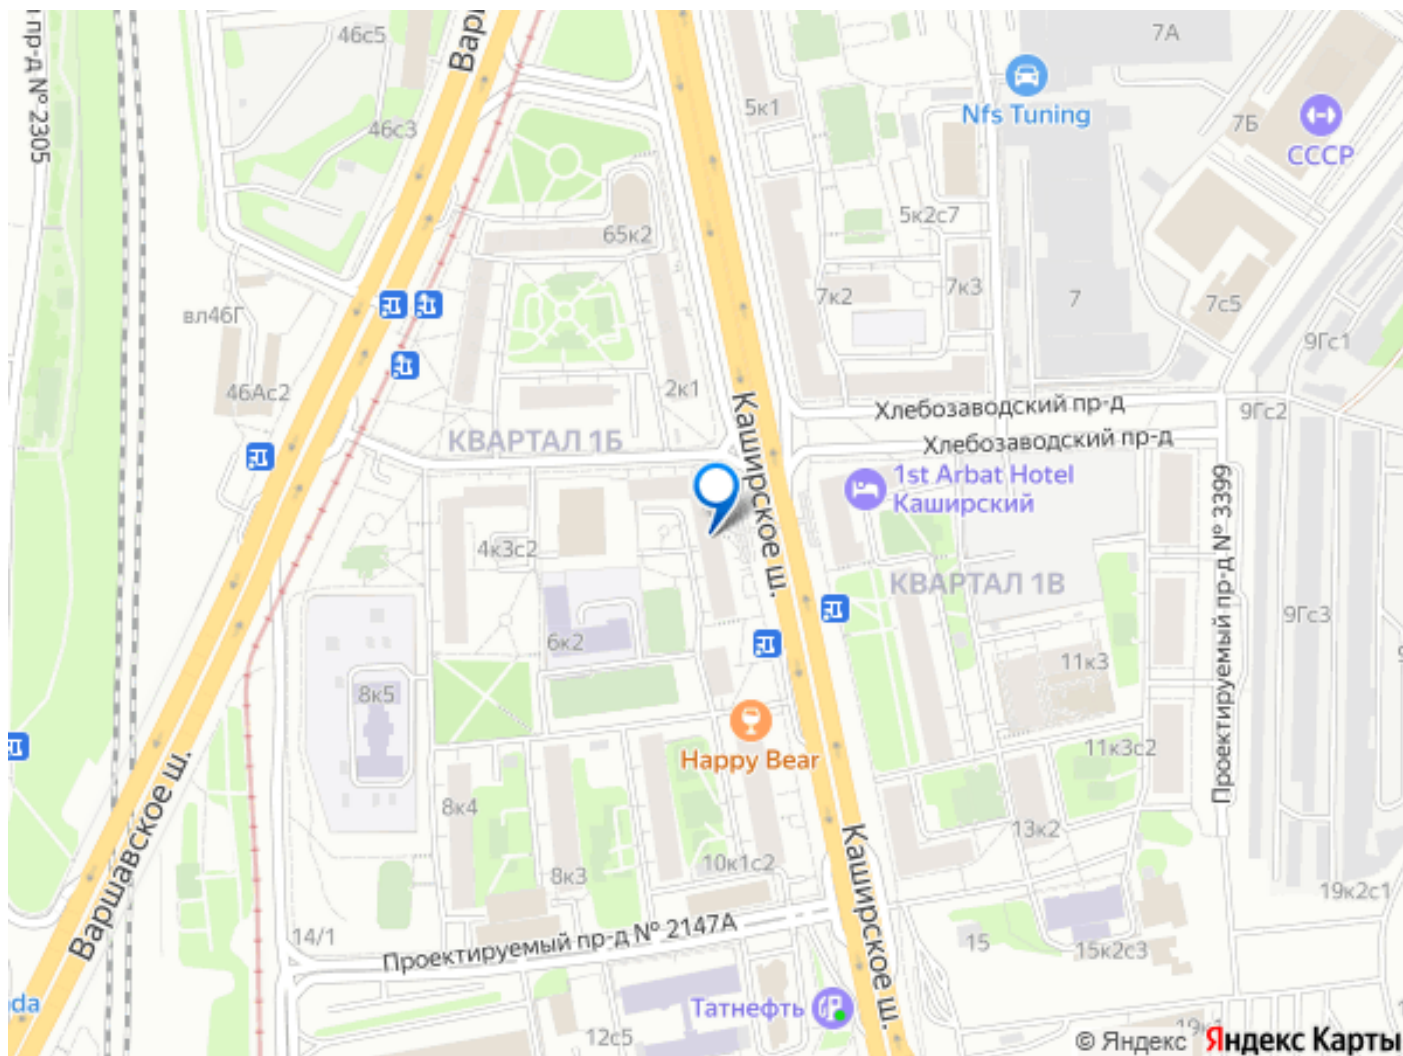 пр-д № 2305
46с5
Вар
7А
5к1
Nfs Tuning
7Б
СССР
46с3
5к2с7
65к2
7к2
7к3
7
7с5
вл46Г
9Гс1
46Ас2
2к1
Каширское ш.
Хлебозаводский пр-д
9Гс2
КВАРТАЛ 1Б
Хлебозаводский пр-д
1st Arbat Hotel
Каширский
4к3с2
КВАРТАЛ 1В
Проектируемый пр-д № 3399
9Гс3
6к2
11к3
8к5
11к3с2
Happy Bear
Варшавское ш.
8к4
13к2
Каширское ш.
10к1с2
8к3
19к2с1
14/1
Проектируемый пр-д № 2147А
15
15к2с3
da
Татнефть
12с5
19к1
© Яндекс Яндекс Карты